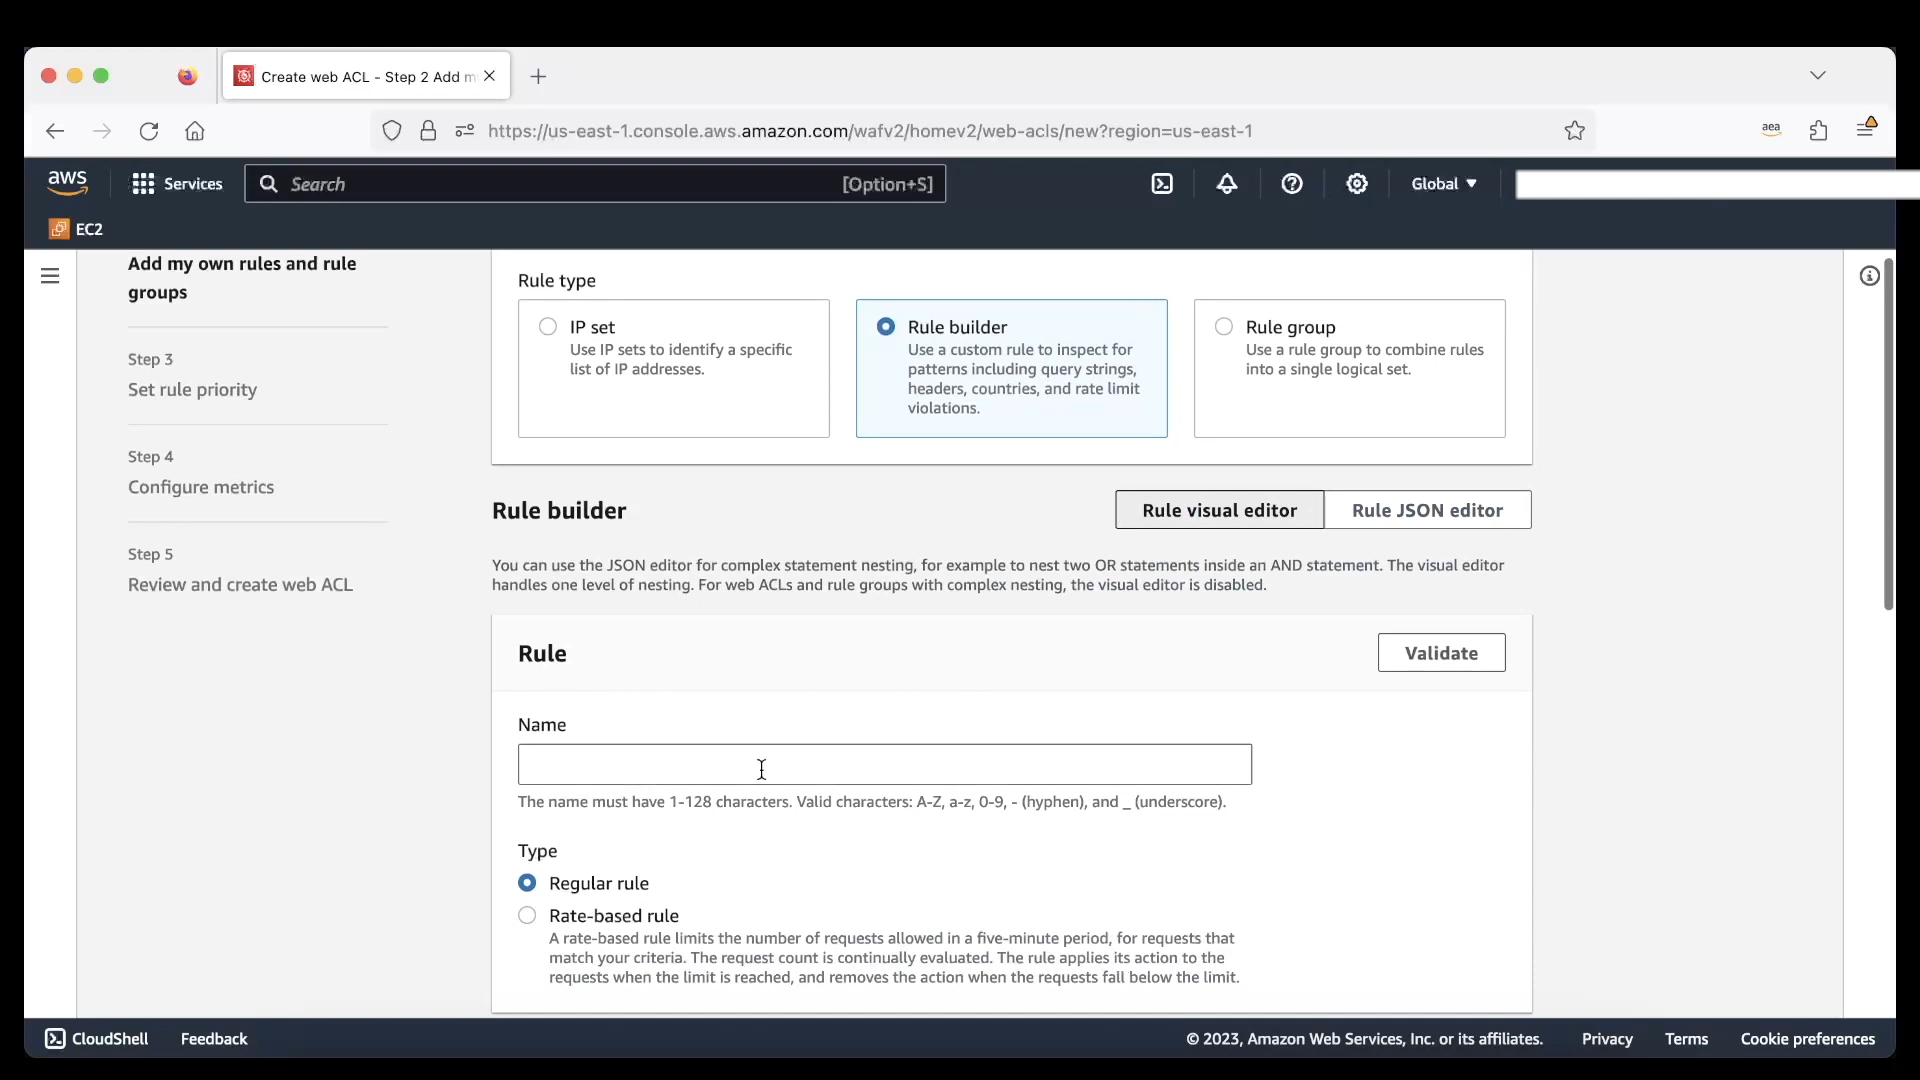 Create web ACL - Step 2 Add m
https://us-east-1.console.aws.amazon.com/wafv2/homev2/web-acls/new?region=us-east-1
aea
aws
Services
Search
[Option+S]
Global
EC2
Add my own rules and rule
groups
Step 3
Set rule priority
Step 4
Configure metrics
Step 5
Review and create web ACL
Rule type
IP set
Use IP sets to identify a specific
list of IP addresses.
Rule builder
Use a custom rule to inspect for
patterns including query strings,
headers, countries, and rate limit
violations.
Rule group
Use a rule group to combine rules
into a single logical set.
Rule builder
Rule visual editor
Rule JSON editor
You can use the JSON editor for complex statement nesting, for example to nest two OR statements inside an AND statement. The visual editor
handles one level of nesting. For web ACLs and rule groups with complex nesting, the visual editor is disabled.
Rule
Validate
Name
The name must have 1-128 characters. Valid characters: A-Z, a-z, 0-9, - (hyphen), and _ (underscore).
Type
Regular rule
Rate-based rule
A rate-based rule limits the number of requests allowed in a five-minute period, for requests that
match your criteria. The request count is continually evaluated. The rule applies its action to the
requests when the limit is reached, and removes the action when the requests fall below the limit.
CloudShell
Feedback
© 2023, Amazon Web Services, Inc. or its affiliates.
Privacy
Terms
Cookie preferences